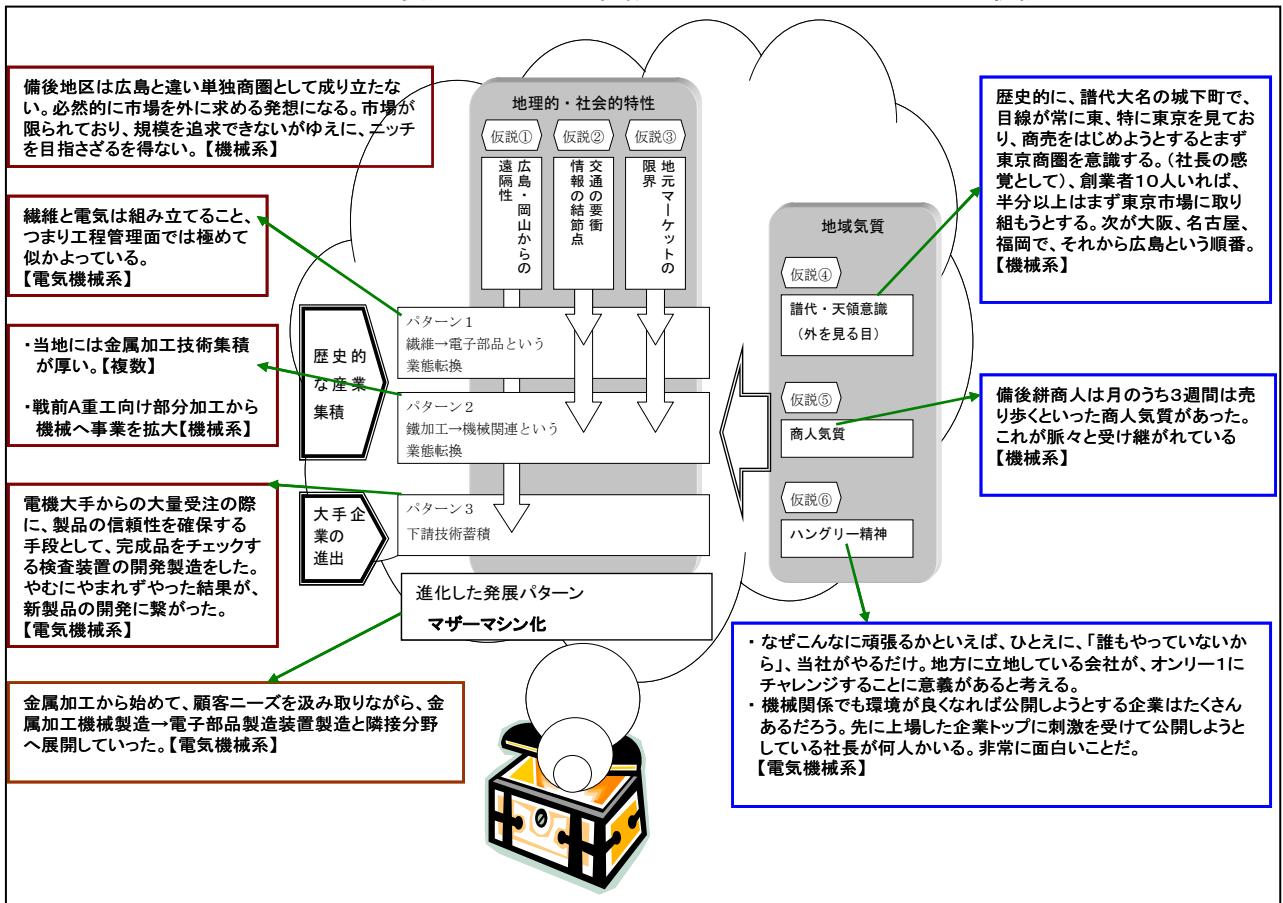 備後地区は広島と違い単独商圏として成り立たな
い。必然的に市場を外に求める発想になる。市場が
限られており、規模を追求できないがゆえに、ニッチ
を目指さざるを得ない。【機械系】
繊維と電気は組み立てること、
つまり工程管理面では極めて
似かよっている。
【電気機械系】
・当地には金属加工技術集積
が厚い。【複数】
・戦前A重工向け部分加工から
機械へ事業を拡大【機械系】
電機大手からの大量受注の際
に、製品の信頼性を確保する
手段として、完成品をチェックす
る検査装置の開発製造をした。
やむにやまれずやった結果が、
新製品の開発に繋がった。
【電気機械系】
金属加工から始めて、顧客ニーズを汲み取りながら、金
属加工機械製造→電子部品製造装置製造と隣接分野
へ展開していった。【電気機械系】
地理的・社会的特性
仮説①
仮説②
仮説③
広島・岡山からの
遠隔性
交通の要衝
情報の結節点
地元マーケットの
限界
歴史的
な産業
集積
大手企
業の
進出
パターン1
繊維→電子部品という
業態転換
パターン2
鐵加工→機械関連という
業態転換
パターン3
下請技術蓄積
進化した発展パターン
マザーマシン化
地域気質
仮説④
譜代・天領意識
(外を見る目)
仮説⑤
商人気質
仮説⑥
ハングリー精神
歴史的に、譜代大名の城下町で、
目線が常に東、特に東京を見てお
り、商売をはじめようとするとまず
東京商圏を意識する。(社長の感
覚として)、創業者10人いれば、
半分以上はまず東京市場に取り
組もうとする。次が大阪、名古屋、
福岡で、それから広島という順番。
【機械系】
備後絣商人は月のうち3週間は売
り歩くといった商人気質があった。
これが脈々と受け継がれている
【機械系】
・なぜこんなに頑張るかといえば、ひとえに、「誰もやっていないか
ら」、当社がやるだけ。地方に立地している会社が、オンリー1に
チャレンジすることに意義があると考える。
・機械関係でも環境が良くなれば公開しようとする企業はたくさん
あるだろう。先に上場した企業トップに刺激を受けて公開しようと
している社長が何人かいる。非常に面白いことだ。
【電気機械系】